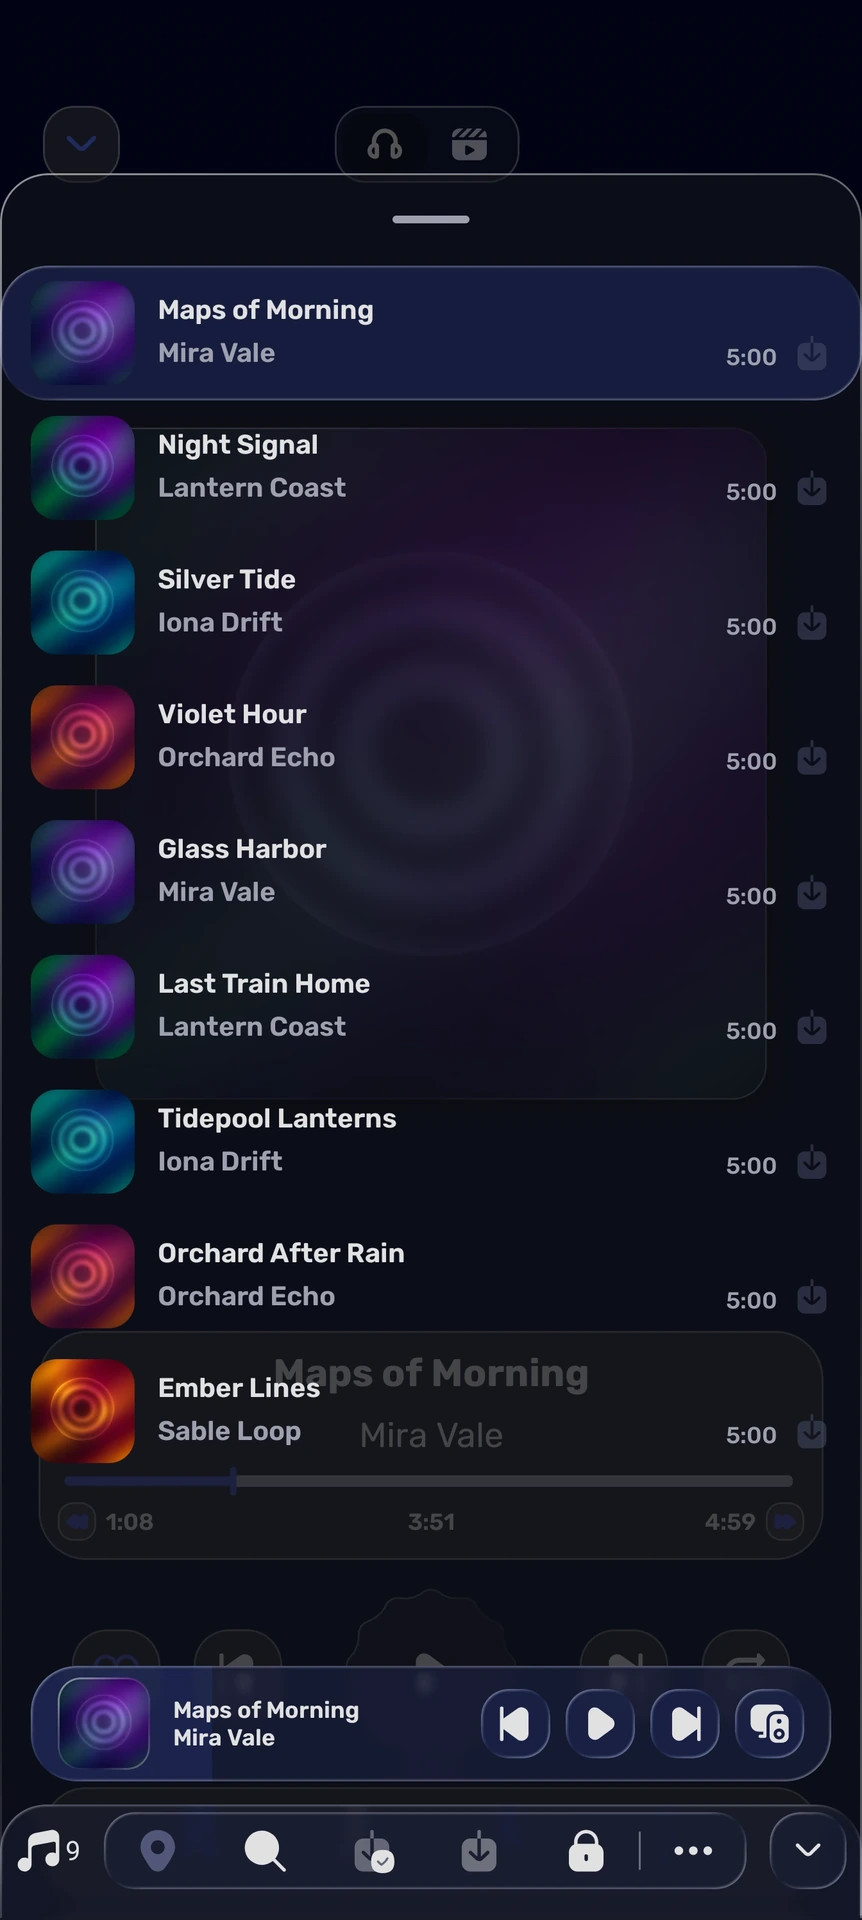 Maps of Morning
Mira Vale
5:00
Night Signal
Lantern Coast
5:00
Silver Tide
Iona Drift
5:00
Violet Hour
Orchard Echo
5:00
Glass Harbor
Mira Vale
5:00
Last Train Home
Lantern Coast
5:00
Tidepool Lanterns
Iona Drift
5:00
Orchard After Rain
Orchard Echo
5:00
Maps of Morning
Ember Lines
Sable Loop
Mira Vale
5:00
1:08 3:51 4:59
Maps of Morning
Mira Vale
9